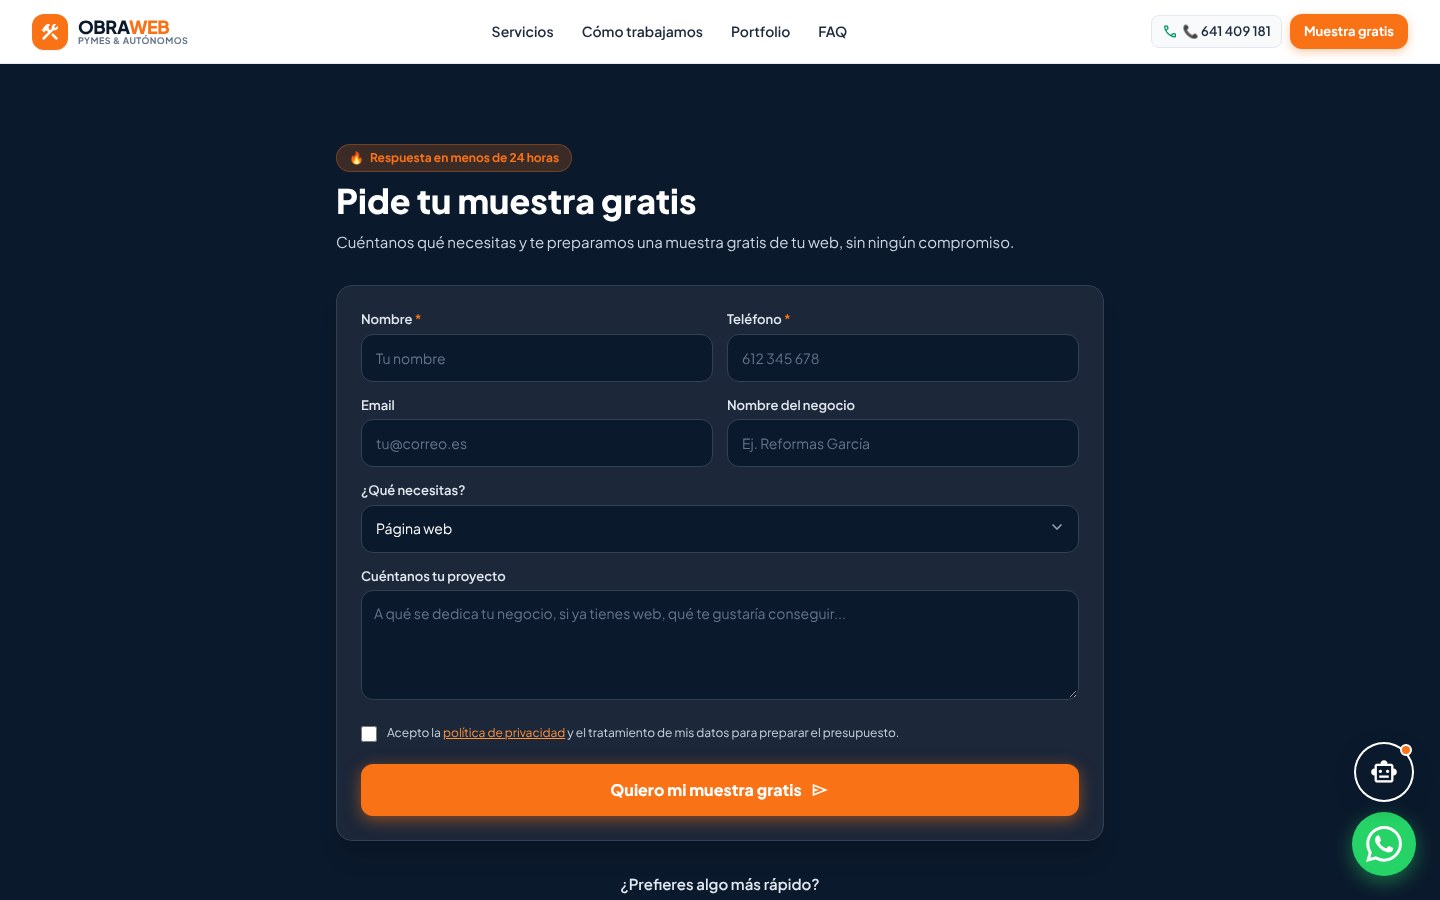 OBRAWEB
PYMES & AUTÓNOMOS
Servicios
Cómo trabajamos
Portfolio
FAQ
📞 641 409 181
Muestra gratis
🔥 Respuesta en menos de 24 horas
Pide tu muestra gratis
Cuéntanos qué necesitas y te preparamos una muestra gratis de tu web, sin ningún compromiso.
Nombre *
Teléfono *
Tu nombre
612 345 678
Email
Nombre del negocio
tu@correo.es
Ej. Reformas García
¿Qué necesitas?
Página web
Cuéntanos tu proyecto
A qué se dedica tu negocio, si ya tienes web, qué te gustaría conseguir...
Acepto la política de privacidad y el tratamiento de mis datos para preparar el presupuesto.
Quiero mi muestra gratis
¿Prefieres algo más rápido?